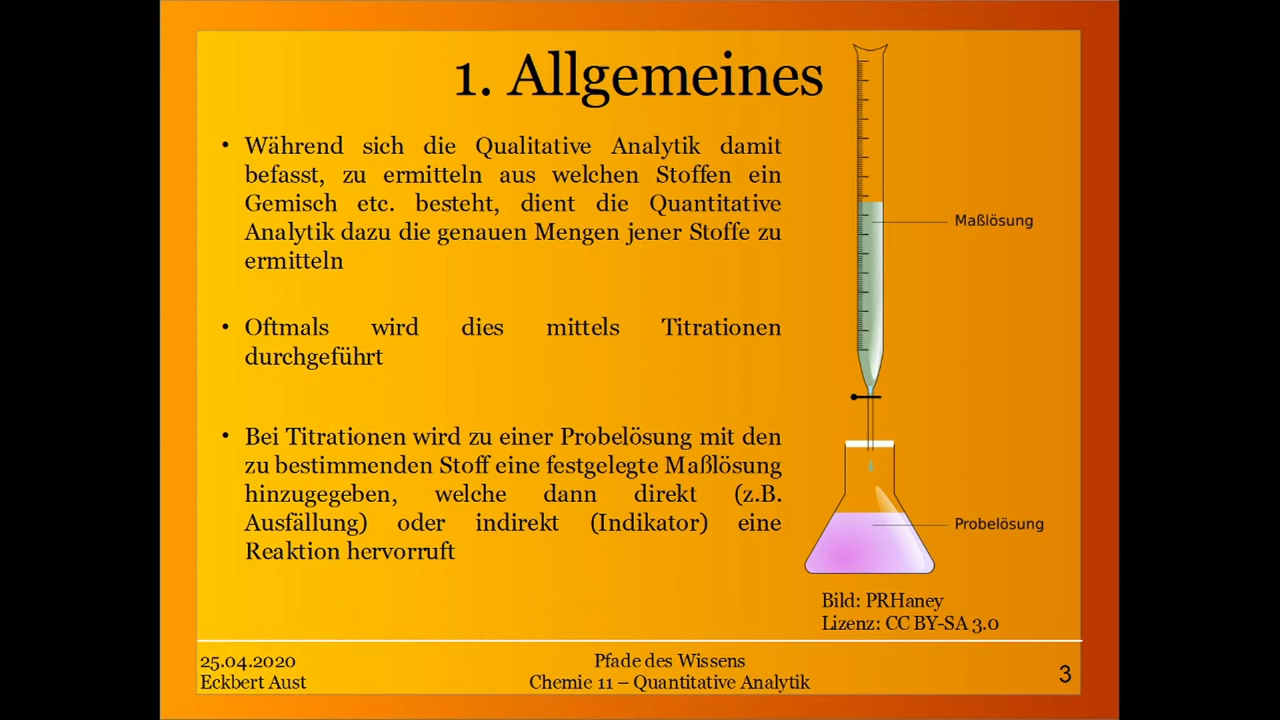 1. Allgemeines
• Während sich die Qualitative Analytik damit
befasst, zu ermitteln aus welchen Stoffen ein
Gemisch etc. besteht, dient die Quantitative
Analytik dazu die genauen Mengen jener Stoffe zu
ermitteln
• Oftmals wird dies mittels Titrationen
durchgeführt
• Bei Titrationen wird zu einer Probelösung mit den
zu bestimmenden Stoff eine festgelegte Maßlösung
hinzugegeben, welche dann direkt (z.B.
Ausfällung) oder indirekt (Indikator) eine
Reaktion hervorruft
Maßlösung
Probelösung
Bild: PRHaney
Lizenz: CC BY-SA 3.0
25.04.2020
Eckbert Aust
Pfade des Wissens
Chemie 11 – Quantitative Analytik
3